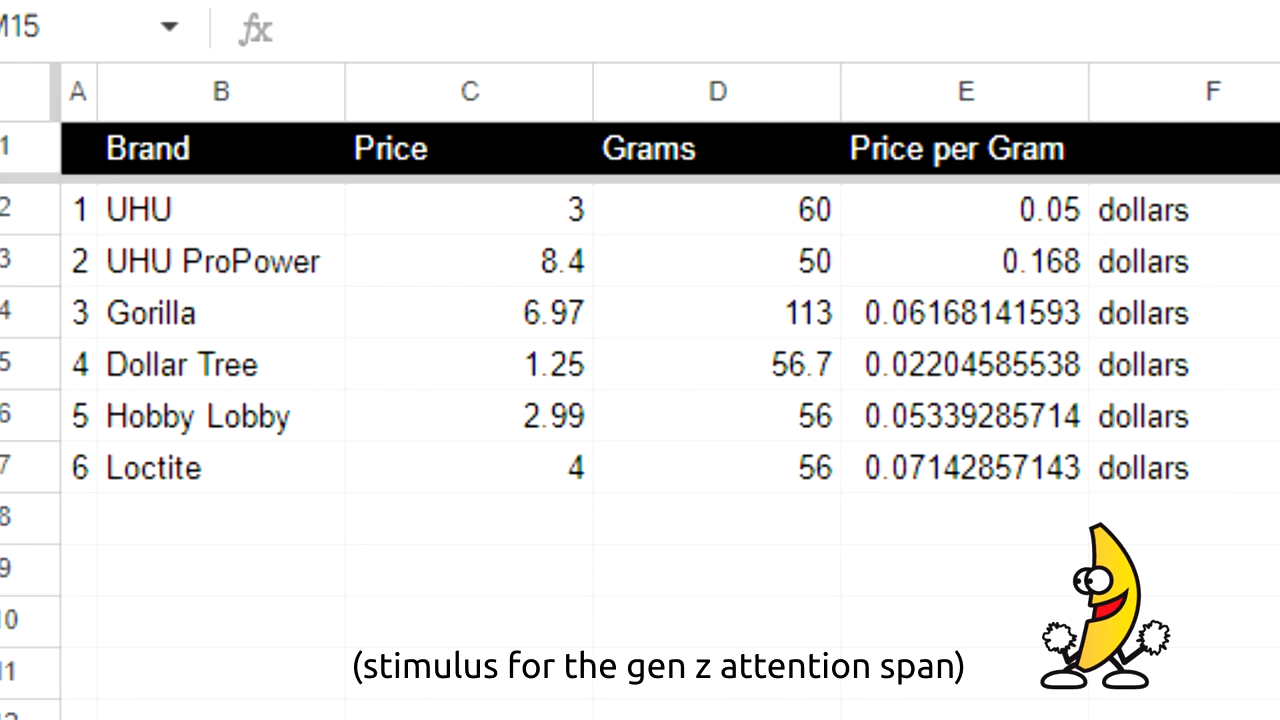 M15 fx
A B C D E F
1 Brand Price Grams Price per Gram
2 1 UHU 3 60 0.05 dollars
3 2 UHU ProPower 8.4 50 0.168 dollars
4 3 Gorilla 6.97 113 0.06168141593 dollars
5 4 Dollar Tree 1.25 56.7 0.02204585538 dollars
6 5 Hobby Lobby 2.99 56 0.05339285714 dollars
7 6 Loctite 4 56 0.07142857143 dollars
8
9
10
11
12
(stimulus for the gen z attention span)